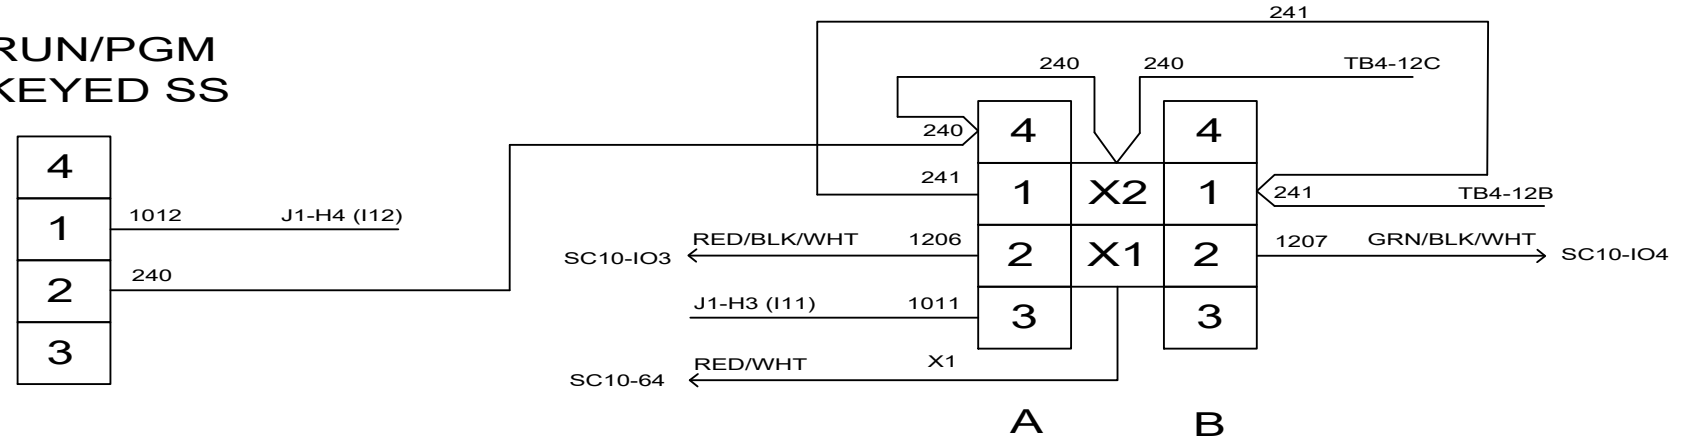 241
RUN/PGM
KEYED SS
240 240 TB4-12C
4
1
2
3
1012 J1-H4 (I12)
240
240
241
4
1
2
3
X2
X1
4
1
2
3
241 TB4-12B
SC10-IO3 RED/BLK/WHT 1206
1207 GRN/BLK/WHT SC10-IO4
J1-H3 (I11) 1011
SC10-64 RED/WHT X1
A B